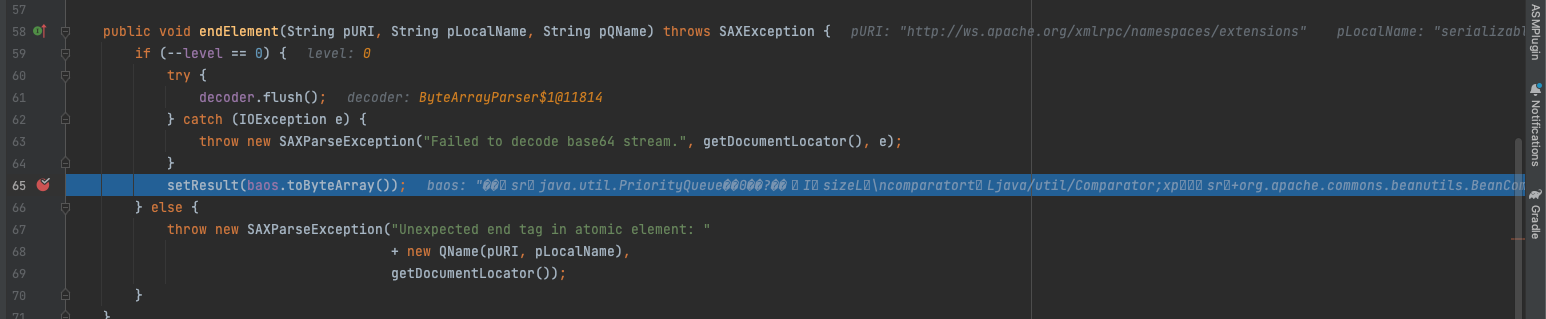 57
58 public void endElement(String pURI, String pLocalName, String pQName) throws SAXException { pURI: "http://ws.apache.org/xmlrpc/namespaces/extensions" pLocalName: "serializabl
59 if (--level == 0) { level: 0
60 try {
61 decoder.flush(); decoder: ByteArrayParser$1@11814
62 } catch (IOException e) {
63 throw new SAXParseException("Failed to decode base64 stream.", getDocumentLocator(), e);
64 }
65 setResult(baos.toByteArray()); baos: "��� sr� java.util.PriorityQueue��0��?�� � I� sizeL� \ncomparatort� Ljava/util/Comparator;xp��� sr�+org.apache.commons.beanutils.BeanCom
66 } else {
67 throw new SAXParseException("Unexpected end tag in atomic element: "
68 + new QName(pURI, pLocalName),
69 getDocumentLocator());
70 }
71 }
ASMPlugin
Notifications
Gradle